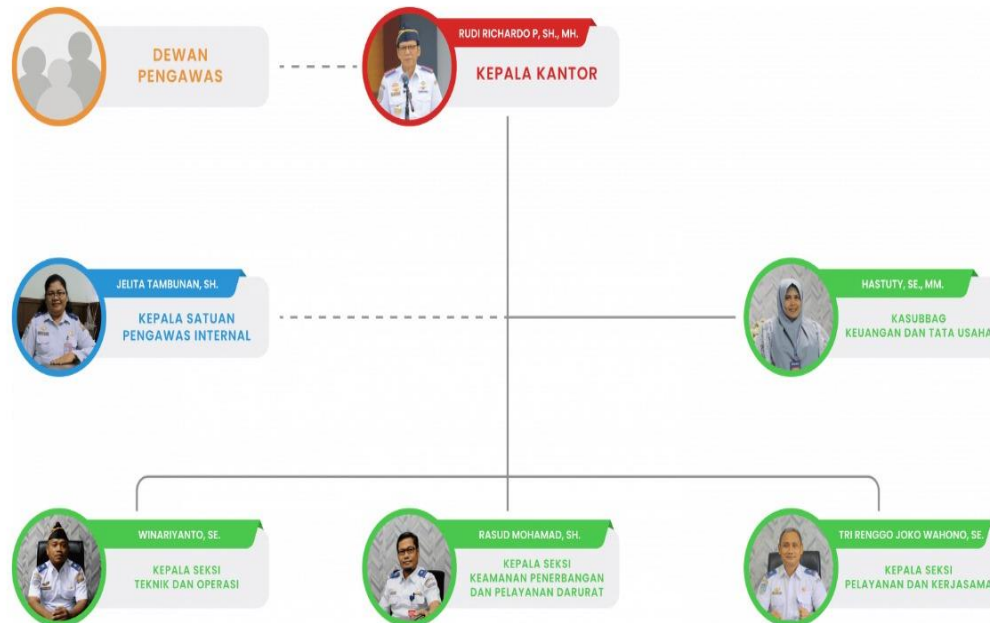 DEWAN
PENGAWAS
RUDI RICHARDO P, SH., MH.
KEPALA KANTOR
JELITA TAMBUNAN, SH.
KEPALA SATUAN
PENGAWAS INTERNAL
HASTUTY, SE., MM.
KASUBBAG
KEUANGAN DAN TATA USAHA
WINARIYANTO, SE.
KEPALA SEKSI
TEKNIK DAN OPERASI
RASUD MOHAMAD, SH.
KEPALA SEKSI
KEAMANAN PENERBANGAN
DAN PELAYANAN DARURAT
TRI RENGGO JOKO WAHONO, SE.
KEPALA SEKSI
PELAYANAN DAN KERJASAMA